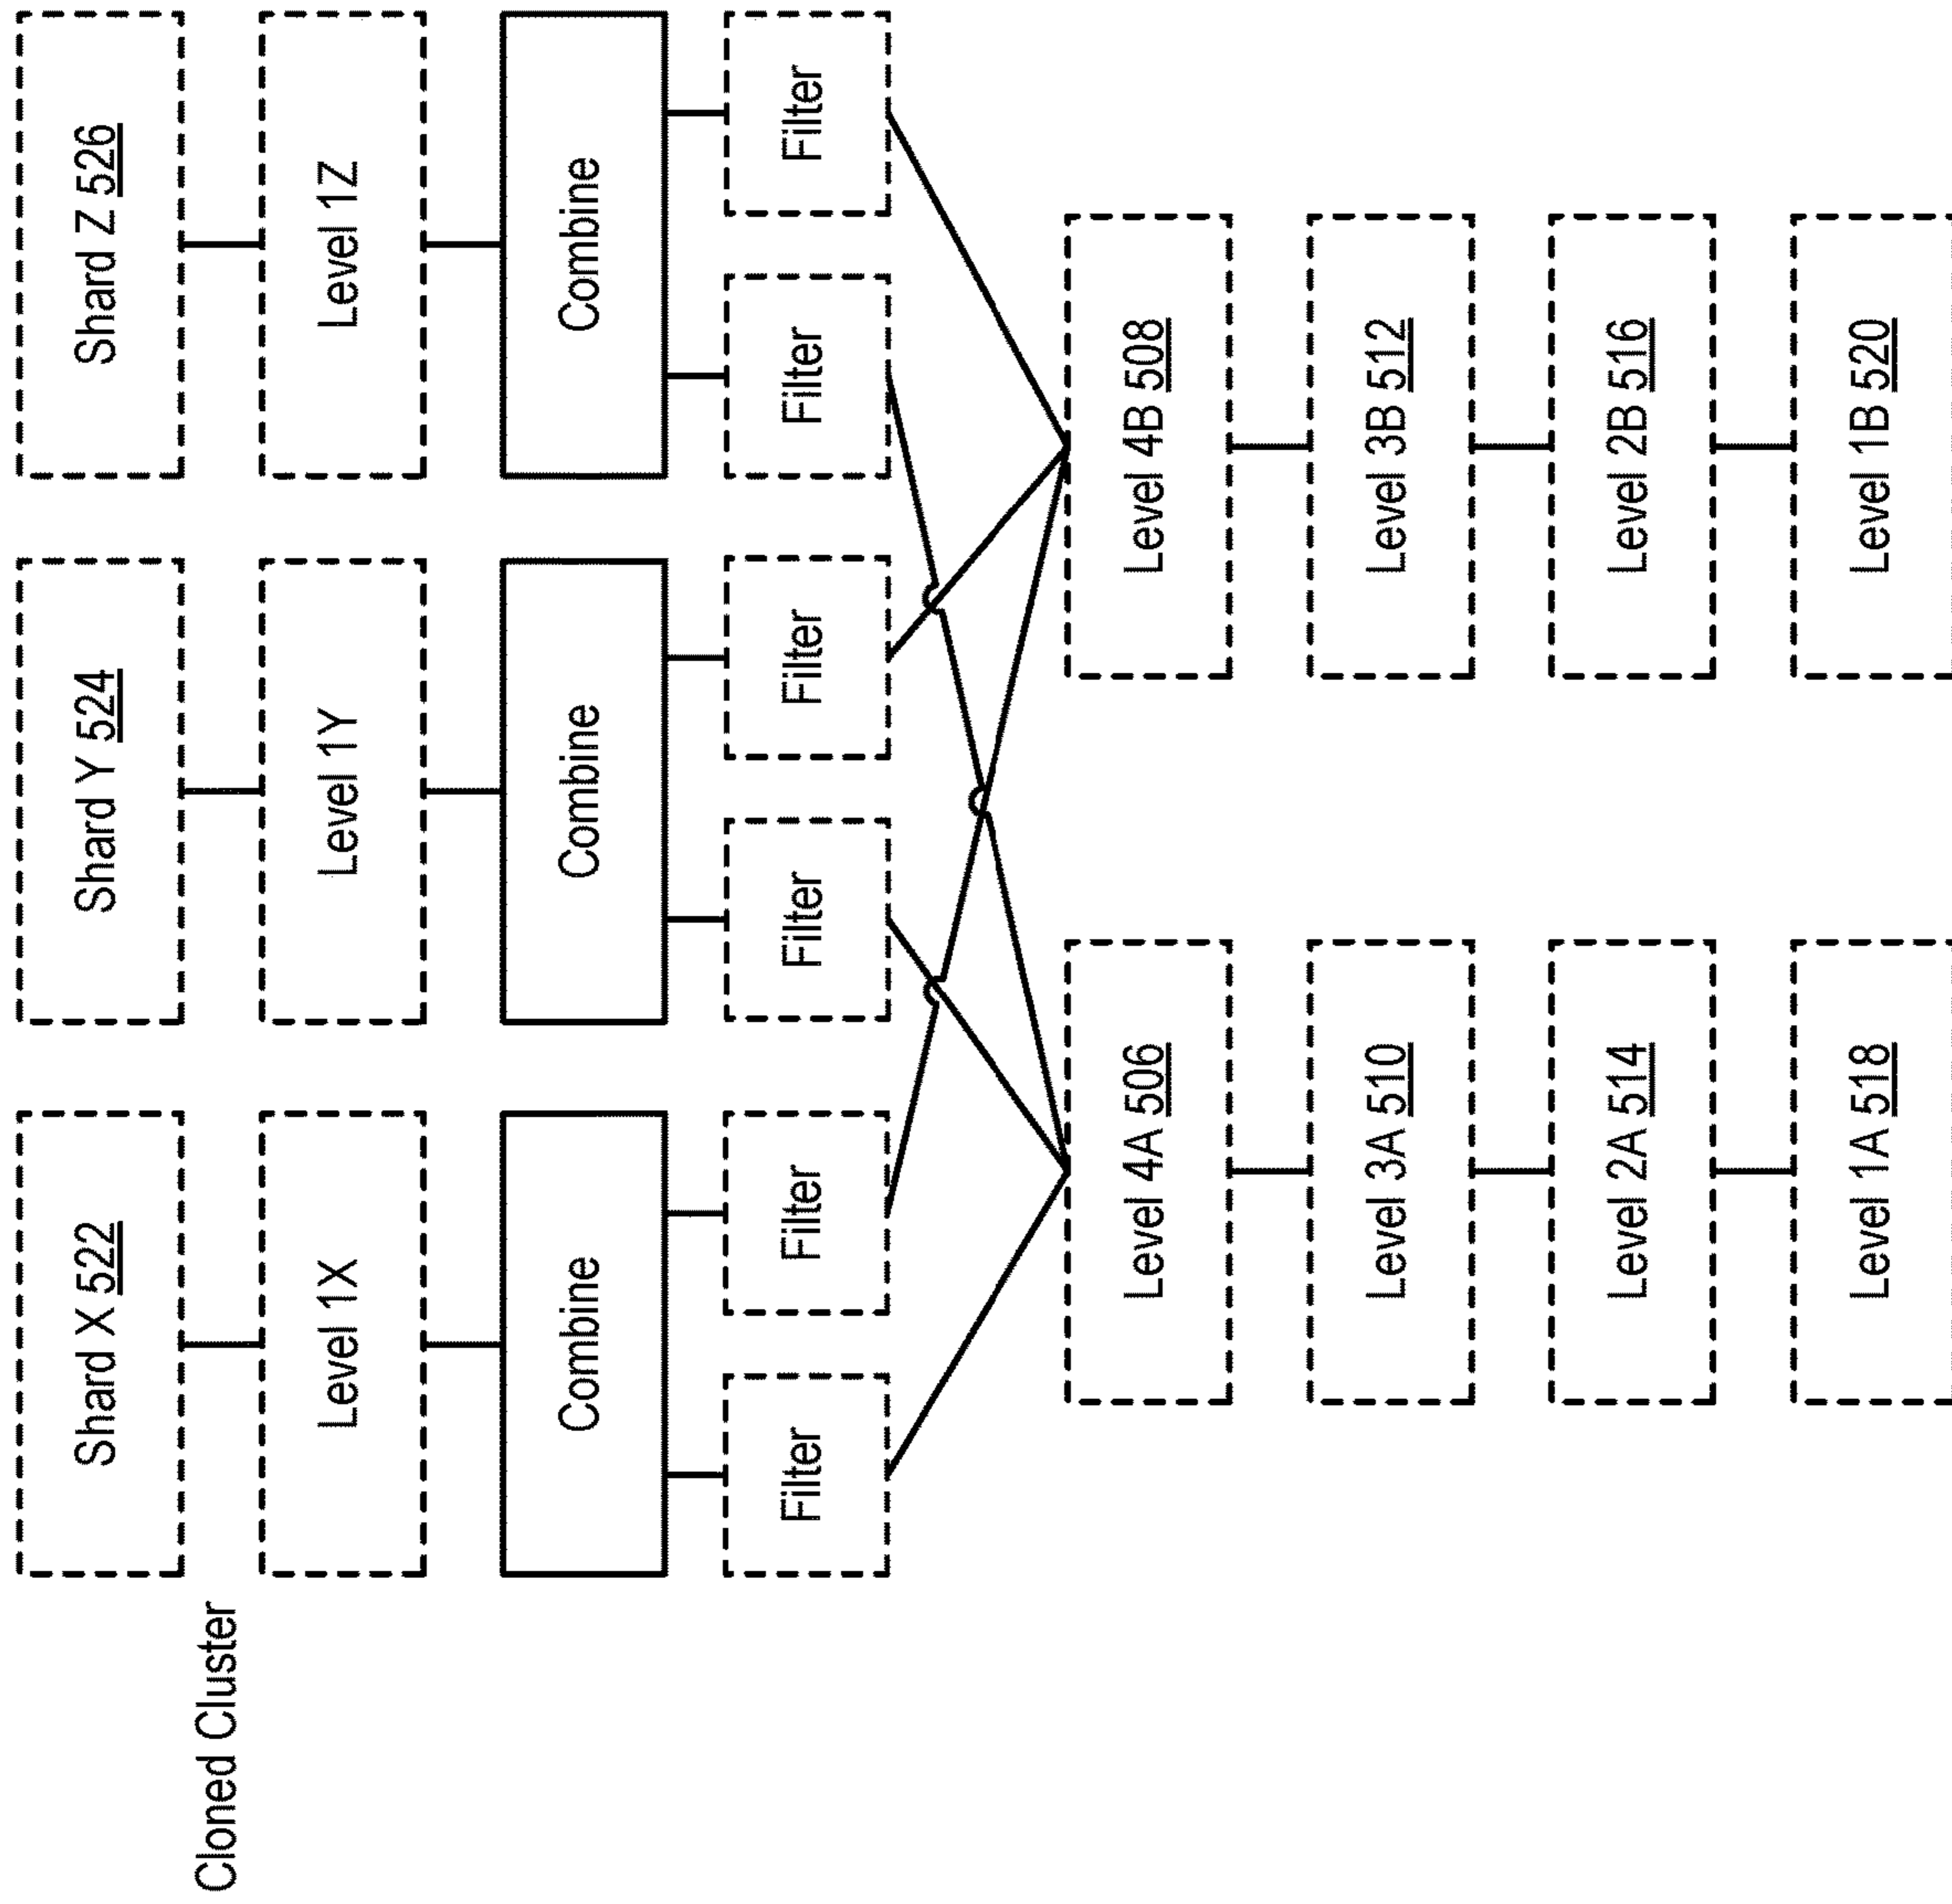 Cloned Cluster
Shard X 522
Shard Y 524
Shard Z 526
Level 1X
Level 1Y
Level 1Z
Combine
Combine
Combine
Filter
Filter
Filter
Filter
Filter
Filter
Level 4A 506
Level 4B 508
Level 3A 510
Level 3B 512
Level 2A 514
Level 2B 516
Level 1A 518
Level 1B 520